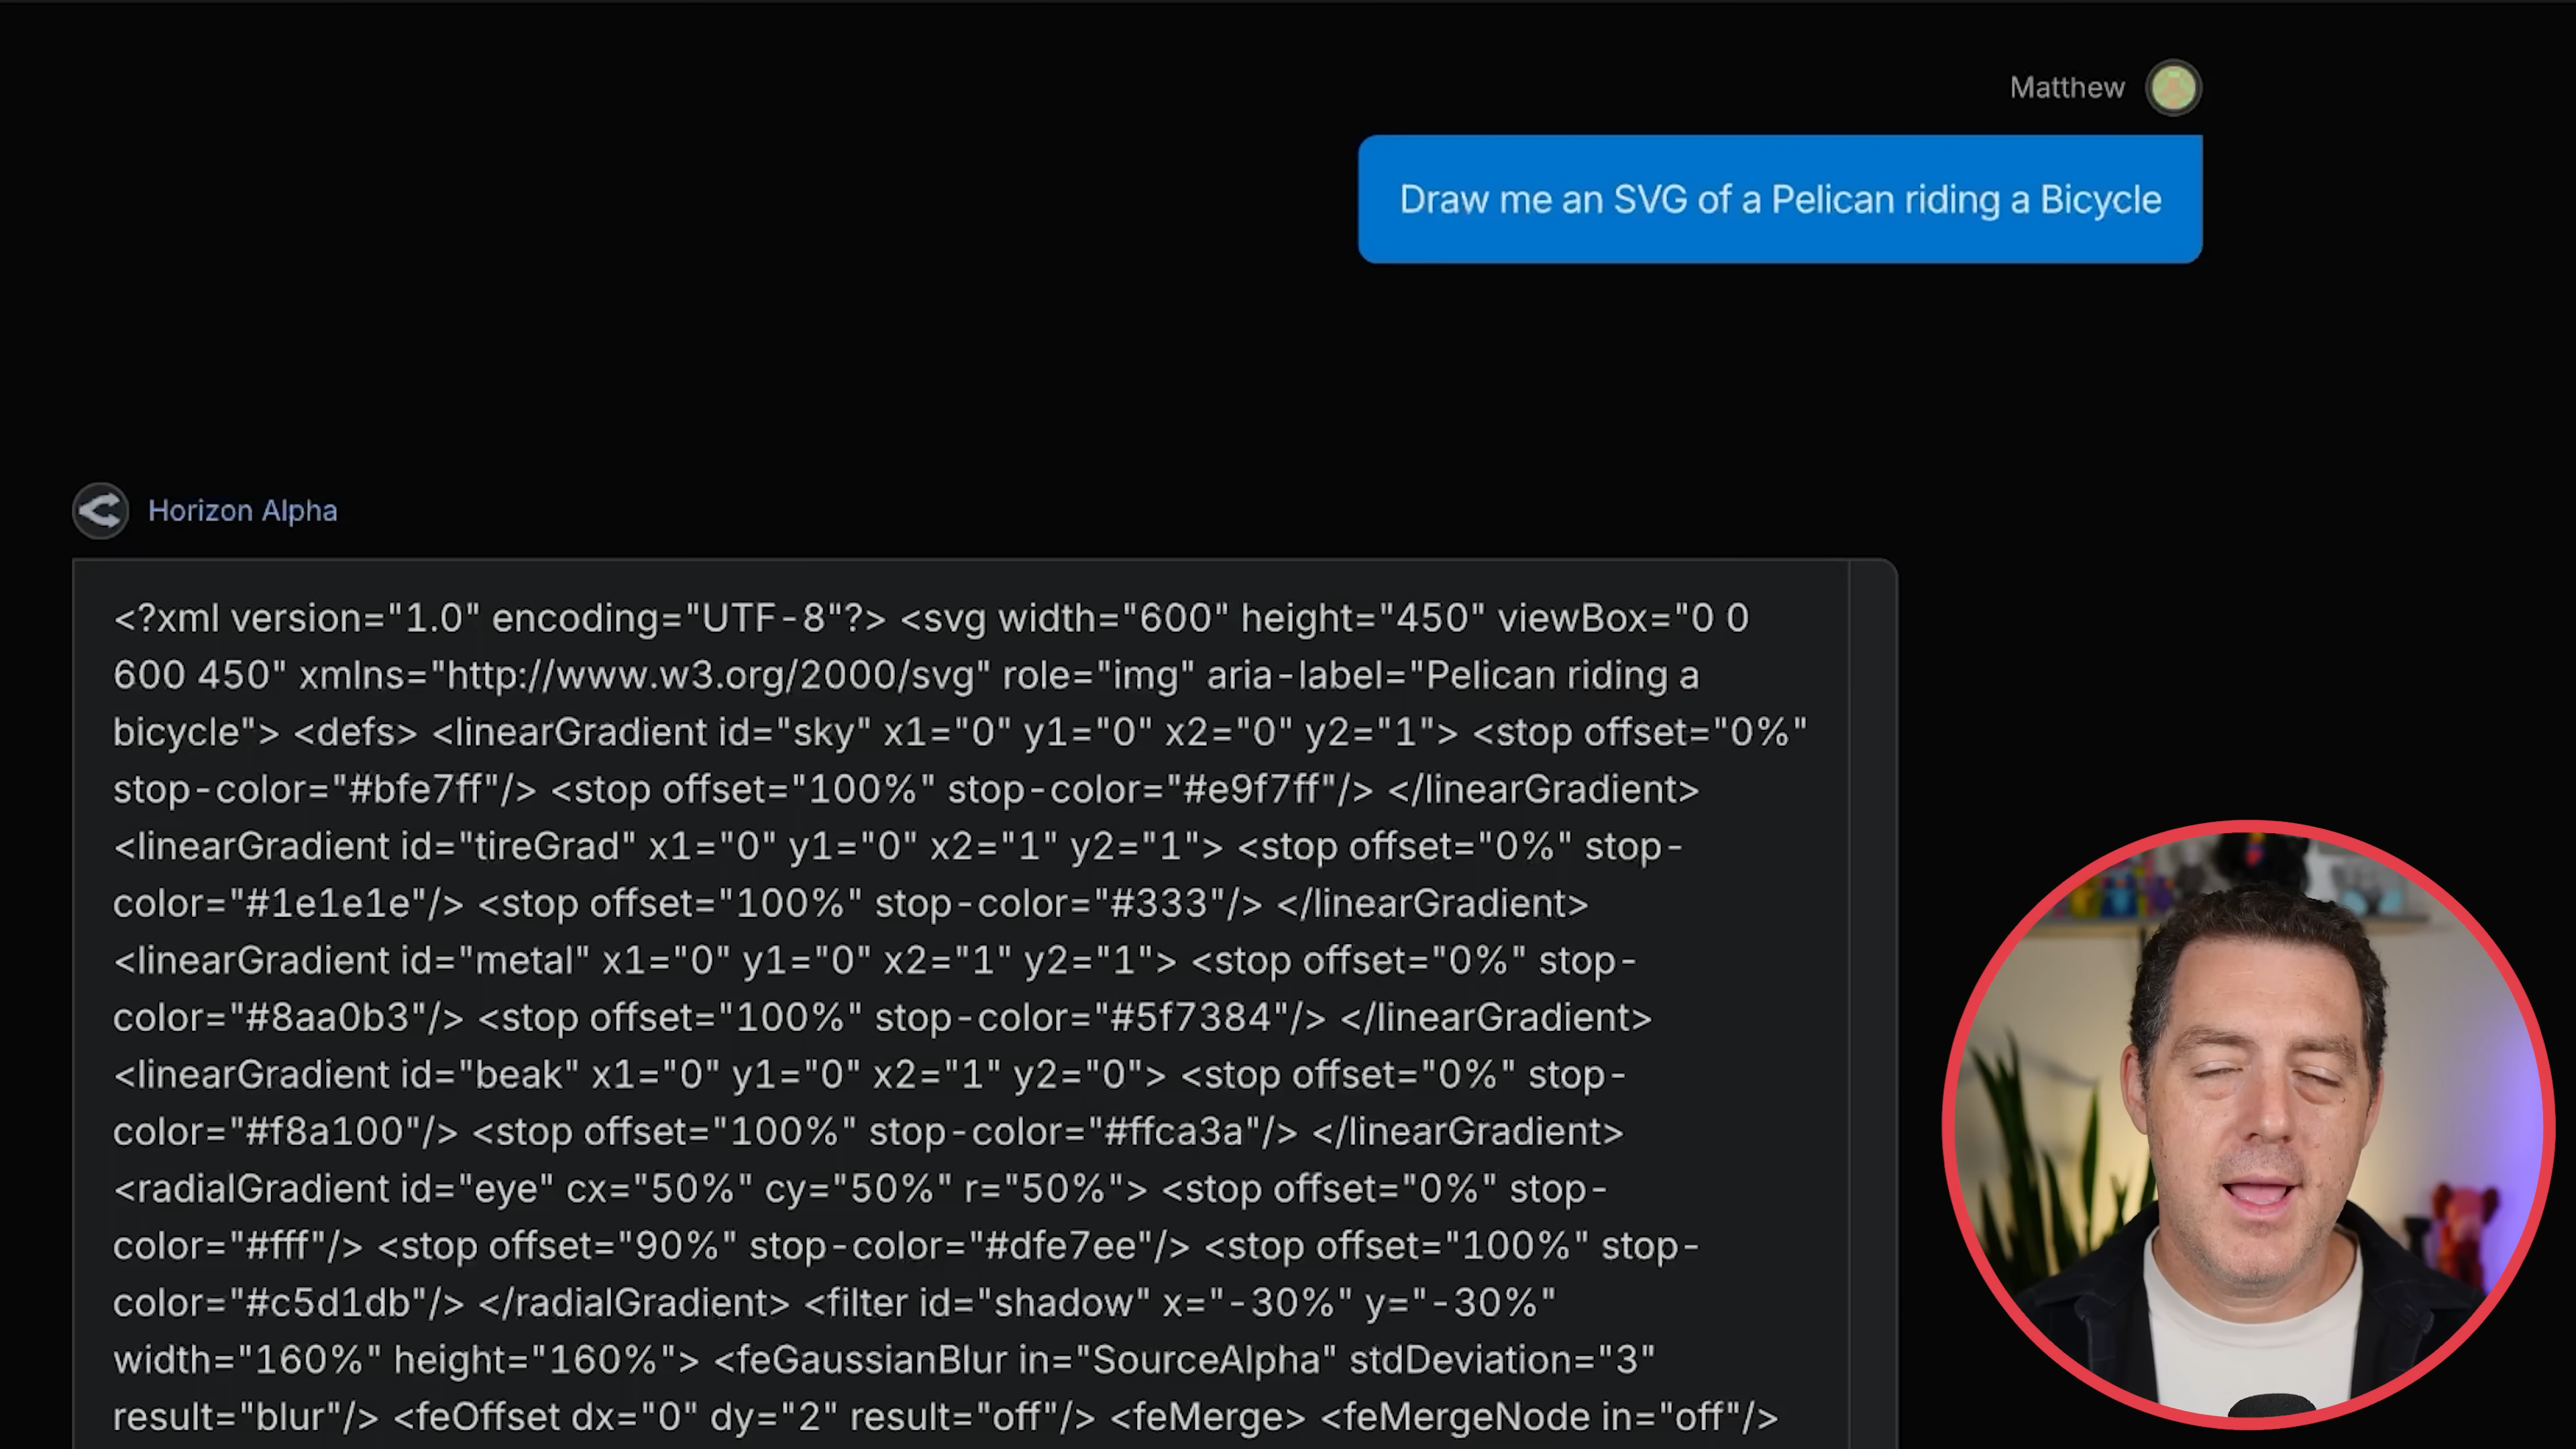 Matthew
Draw me an SVG of a Pelican riding a Bicycle
Horizon Alpha
<?xml version="1.0" encoding="UTF-8"?> <svg width="600" height="450" viewBox="0 0
600 450" xmlns="http://www.w3.org/2000/svg" role="img" aria-label="Pelican riding a
bicycle"> <defs> <linearGradient id="sky" x1="0" y1="0" x2="0" y2="1"> <stop offset="0%"
stop-color="#bfe7ff"/> <stop offset="100%" stop-color="#e9f7ff"/> </linearGradient>
<linearGradient id="tireGrad" x1="0" y1="0" x2="1" y2="1"> <stop offset="0%" stop-
color="#1e1e1e"/> <stop offset="100%" stop-color="#333"/> </linearGradient>
<linearGradient id="metal" x1="0" y1="0" x2="1" y2="1"> <stop offset="0%" stop-
color="#8aa0b3"/> <stop offset="100%" stop-color="#5f7384"/> </linearGradient>
<linearGradient id="beak" x1="0" y1="0" x2="1" y2="0"> <stop offset="0%" stop-
color="#f8a100"/> <stop offset="100%" stop-color="#ffca3a"/> </linearGradient>
<radialGradient id="eye" cx="50%" cy="50%" r="50%"> <stop offset="0%" stop-
color="#fff"/> <stop offset="90%" stop-color="#dfe7ee"/> <stop offset="100%" stop-
color="#c5d1db"/> </radialGradient> <filter id="shadow" x="-30%" y="-30%"
width="160%" height="160%"> <feGaussianBlur in="SourceAlpha" stdDeviation="3"
result="blur"/> <feOffset dx="0" dy="2" result="off"/> <feMerge> <feMergeNode in="off"/>